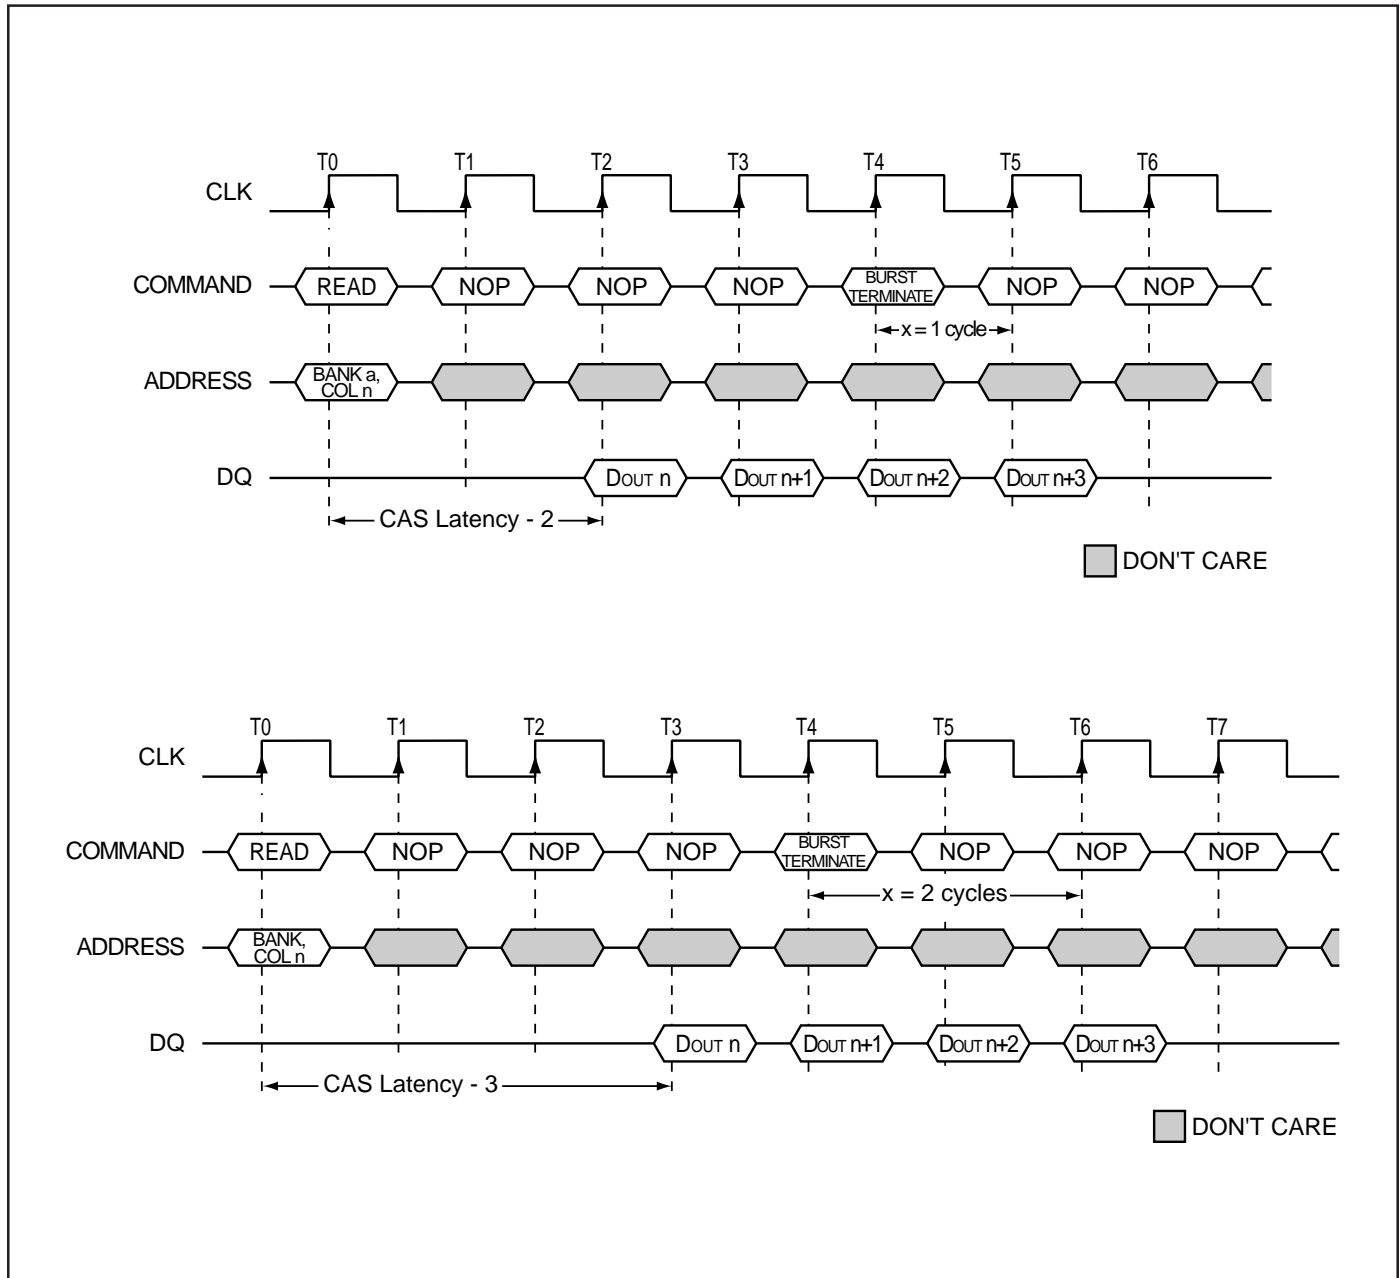 T0 T1 T2 T3 T4 T5 T6
CLK
COMMAND READ NOP NOP NOP BURST TERMINATE NOP NOP
x = 1 cycle
ADDRESS BANK a, COL n
DQ DOUT n DOUT n+1 DOUT n+2 DOUT n+3
CAS Latency - 2
DON'T CARE
T0 T1 T2 T3 T4 T5 T6 T7
CLK
COMMAND READ NOP NOP NOP BURST TERMINATE NOP NOP NOP
x = 2 cycles
ADDRESS BANK, COL n
DQ DOUT n DOUT n+1 DOUT n+2 DOUT n+3
CAS Latency - 3
DON'T CARE